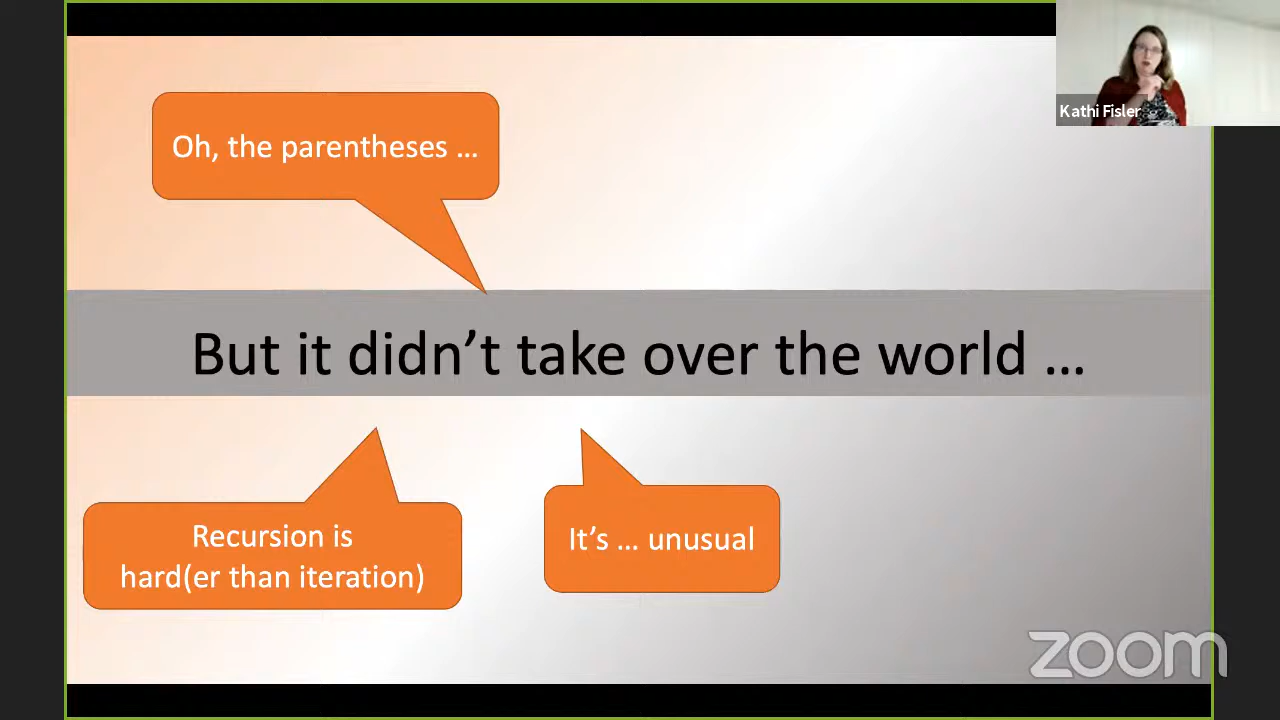 Kathi Fisler
Oh, the parentheses …
But it didn’t take over the world …
Recursion is
hard(er than iteration)
It’s … unusual
zoom